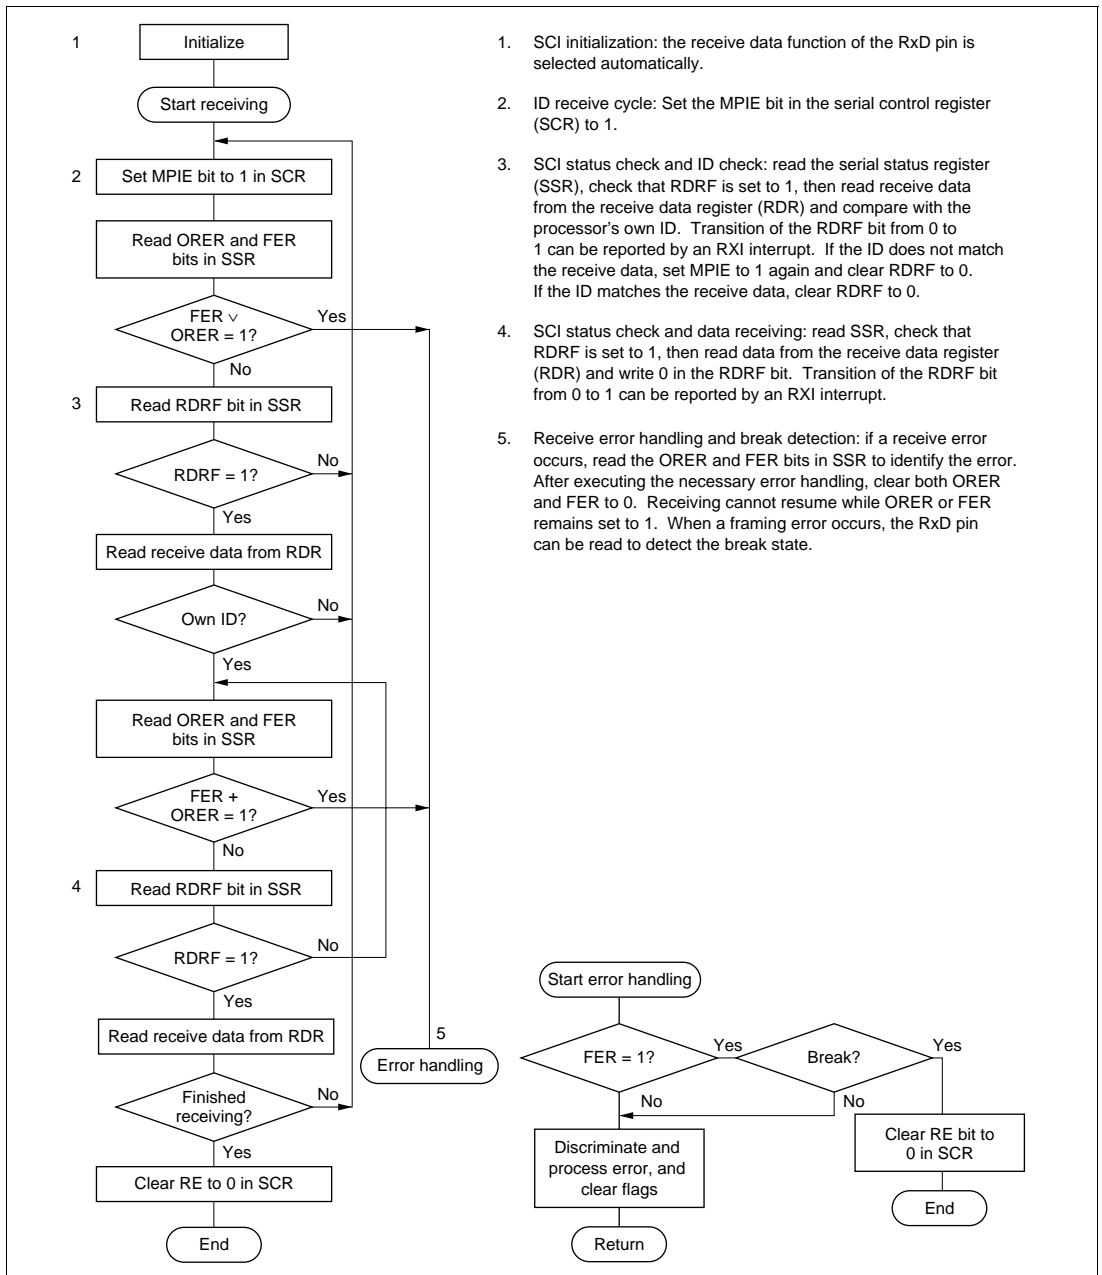 1
Initialize
Start receiving
2
Set MPIE bit to 1 in SCR
Read ORER and FER
bits in SSR
FER ∨
ORER = 1?
Yes
No
3
Read RDRF bit in SSR
RDRF = 1?
No
Yes
Read receive data from RDR
Own ID?
No
Yes
Read ORER and FER
bits in SSR
FER +
ORER = 1?
Yes
No
4
Read RDRF bit in SSR
RDRF = 1?
No
Yes
Read receive data from RDR
Finished
receiving?
No
Yes
Clear RE to 0 in SCR
End
5
Error handling
1. SCI initialization: the receive data function of the RxD pin is
selected automatically.
2. ID receive cycle: Set the MPIE bit in the serial control register
(SCR) to 1.
3. SCI status check and ID check: read the serial status register
(SSR), check that RDRF is set to 1, then read receive data
from the receive data register (RDR) and compare with the
processor's own ID. Transition of the RDRF bit from 0 to
1 can be reported by an RXI interrupt. If the ID does not match
the receive data, set MPIE to 1 again and clear RDRF to 0.
If the ID matches the receive data, clear RDRF to 0.
4. SCI status check and data receiving: read SSR, check that
RDRF is set to 1, then read data from the receive data register
(RDR) and write 0 in the RDRF bit. Transition of the RDRF bit
from 0 to 1 can be reported by an RXI interrupt.
5. Receive error handling and break detection: if a receive error
occurs, read the ORER and FER bits in SSR to identify the error.
After executing the necessary error handling, clear both ORER
and FER to 0. Receiving cannot resume while ORER or FER
remains set to 1. When a framing error occurs, the RxD pin
can be read to detect the break state.
Start error handling
FER = 1?
Yes
Break?
Yes
No
No
Discriminate and
process error, and
clear flags
Clear RE bit to
0 in SCR
Return
End